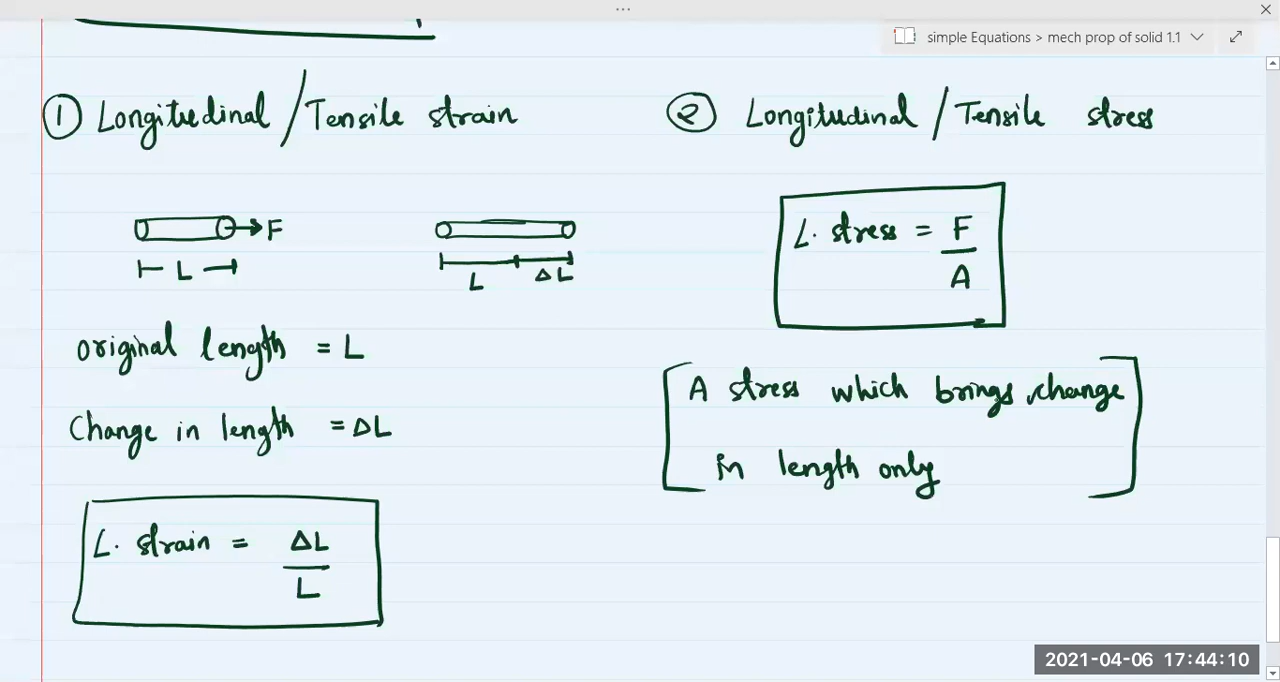 ...
simple Equations > mech prop of solid 1.1
① Longitudinal / Tensile strain
F
L
L ΔL
original length = L
Change in length = ΔL
L. strain = ΔL / L
② Longitudinal / Tensile stress
L. stress = F / A
[A stress which brings change
in length only]
2021-04-06 17:44:10